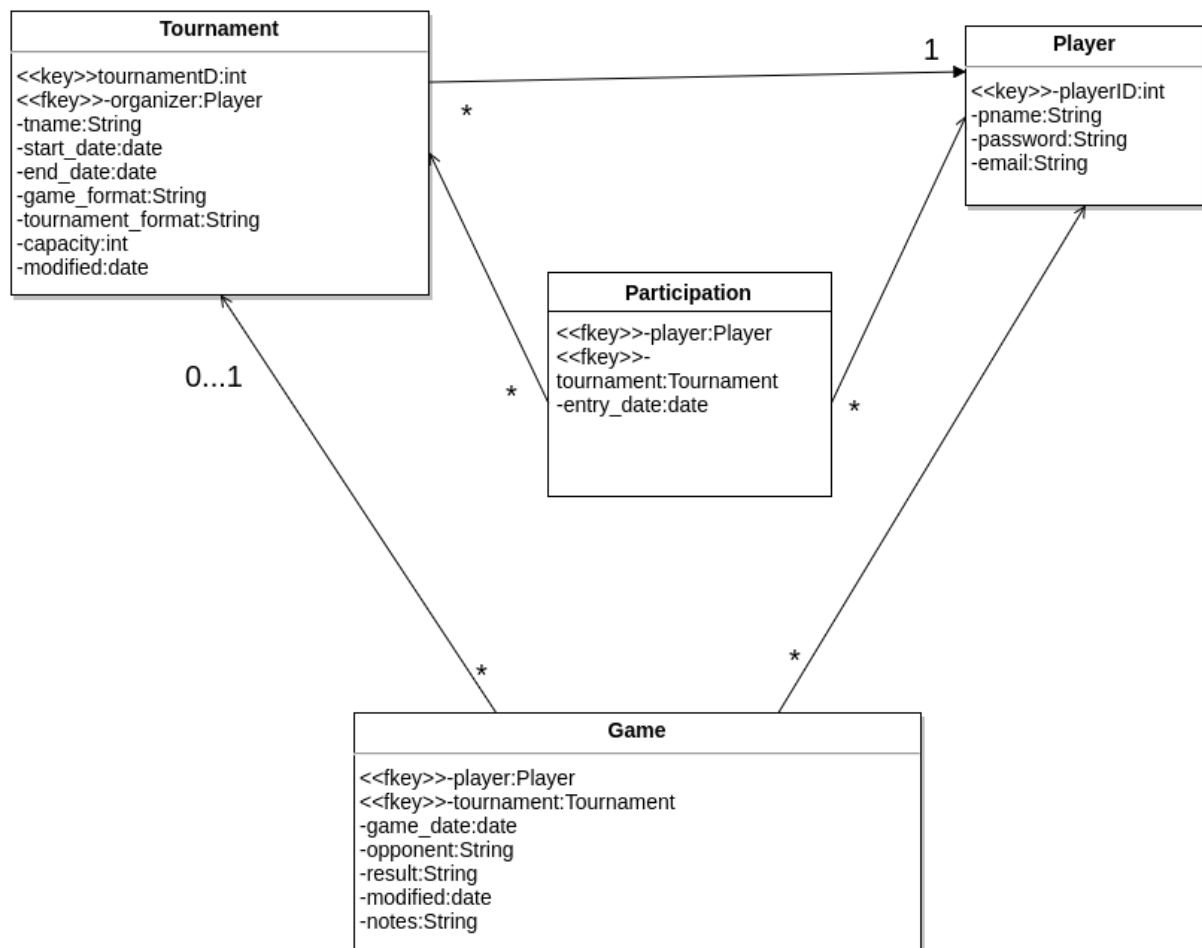 Tournament
<<key>>tournamentD:int
<<fkey>>-organizer:Player
-tname:String
-start_date:date
-end_date:date
-game_format:String
-tournament_format:String
-capacity:int
-modified:date
1
*
Player
<<key>>-playerID:int
-pname:String
-password:String
-email:String
Participation
<<fkey>>-player:Player
<<fkey>>-
tournament:Tournament
-entry_date:date
0...1
*
*
*
*
Game
<<fkey>>-player:Player
<<fkey>>-tournament:Tournament
-game_date:date
-opponent:String
-result:String
-modified:date
-notes:String